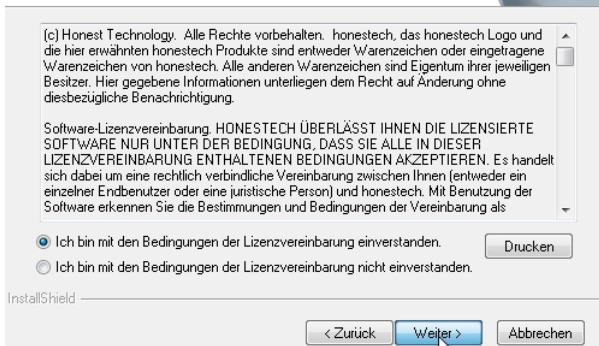 (c) Honest Technology. Alle Rechte vorbehalten. honestech, das honestech Logo und
die hier erwähnten honestech Produkte sind entweder Warenzeichen oder eingetragene
Warenzeichen von honestech. Alle anderen Warenzeichen sind Eigentum ihrer jeweiligen
Besitzer. Hier gegebene Informationen unterliegen dem Recht auf Änderung ohne
diesbezügliche Benachrichtigung.
Software-Lizenzvereinbarung. HONESTECH ÜBERLÄSST IHNEN DIE LIZENSIERTE
SOFTWARE NUR UNTER DER BEDINGUNG, DASS SIE ALLE IN DIESER
LIZENZVEREINBARUNG ENTHALTENEN BEDINGUNGEN AKZEPTIEREN. Es handelt
sich dabei um eine rechtlich verbindliche Vereinbarung zwischen Ihnen (entweder ein
einzelner Endbenutzer oder eine juristische Person) und honestech. Mit Benutzung der
Software erkennen Sie die Bestimmungen und Bedingungen der Vereinbarung als
Ich bin mit den Bedingungen der Lizenzvereinbarung einverstanden.
Drucken
Ich bin mit den Bedingungen der Lizenzvereinbarung nicht einverstanden.
InstallShield
< Zurück Weiter > Abbrechen